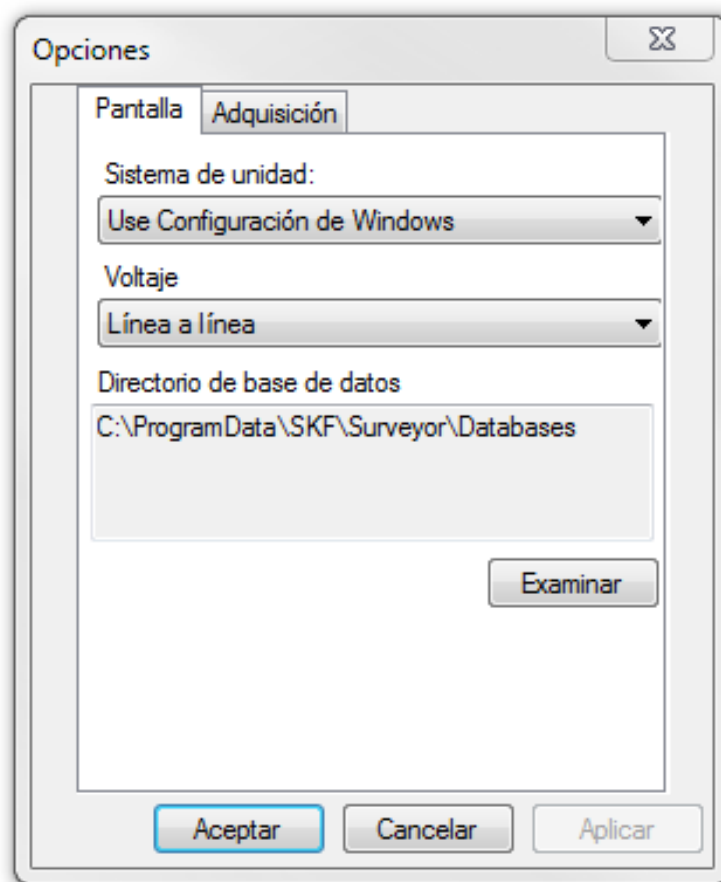 Opciones
Pantalla
Adquisición
Sistema de unidad:
Use Configuración de Windows
Voltaje
Línea a línea
Directorio de base de datos
C:\ProgramData\SKF\Surveyor\Databases
Examinar
Aceptar
Cancelar
Aplicar